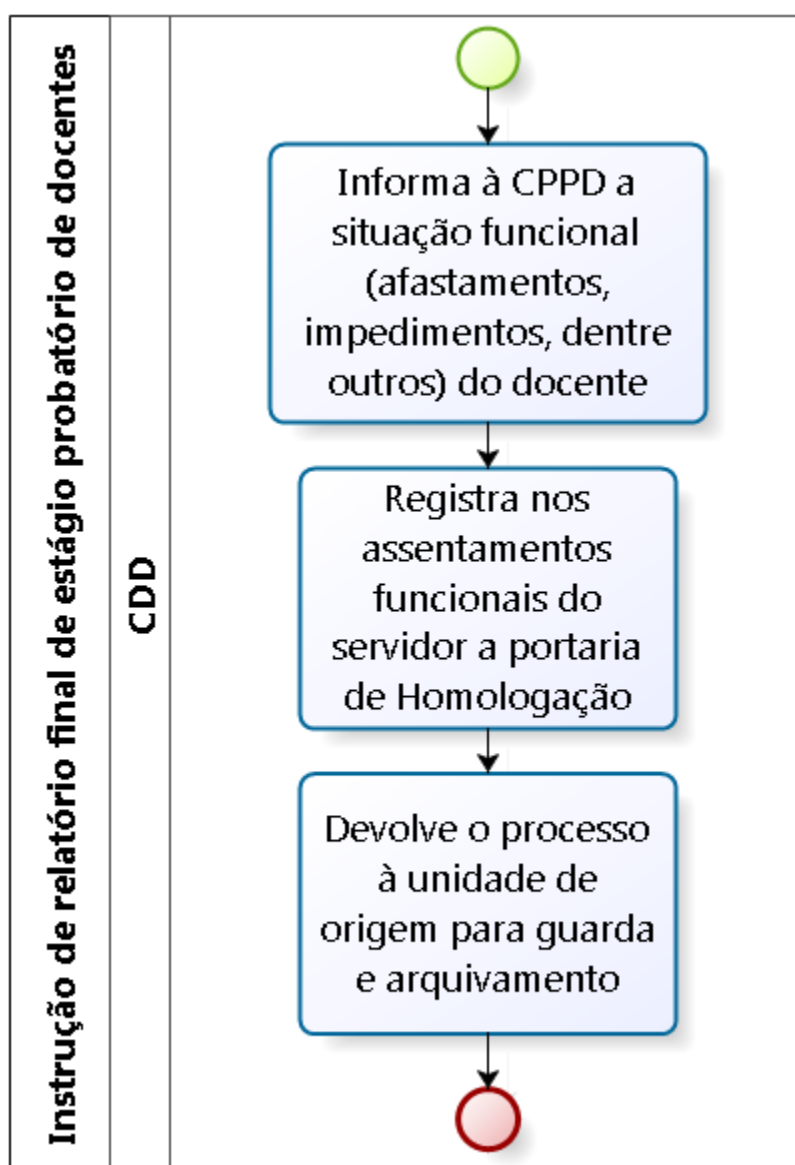 Instrução de relatório final de estágio probatório de docentes
CDD
Informa à CPPD a
situação funcional
(afastamentos,
impedimentos, dentre
outros) do docente
Registra nos
assentamentos
funcionais do
servidor a portaria
de Homologação
Devolve o processo
à unidade de
origem para guarda
e arquivamento